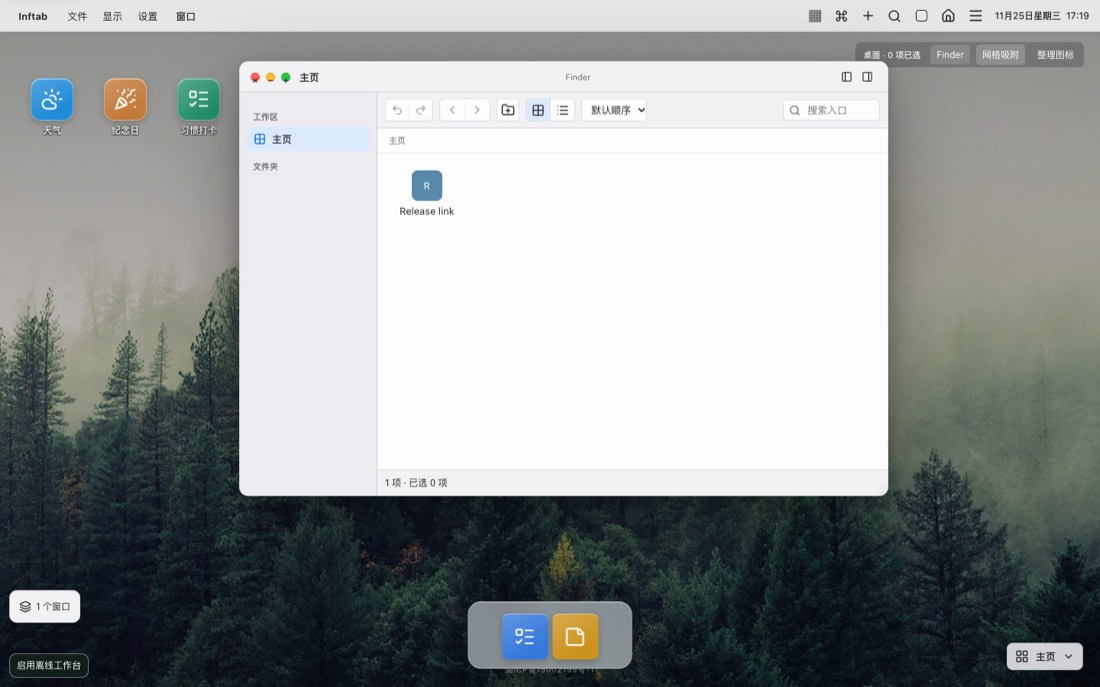 Inftab 文件 显示 设置 窗口 11月25日星期三 17:19
桌面 · 0 项已选 Finder 网格吸附 整理图标
天气 纪念日 习惯打卡
主页 Finder
工作区
主页
文件夹
默认顺序 搜索入口
主页
R
Release link
1 项 · 已选 0 项
1 个窗口
启用离线工作台
主页